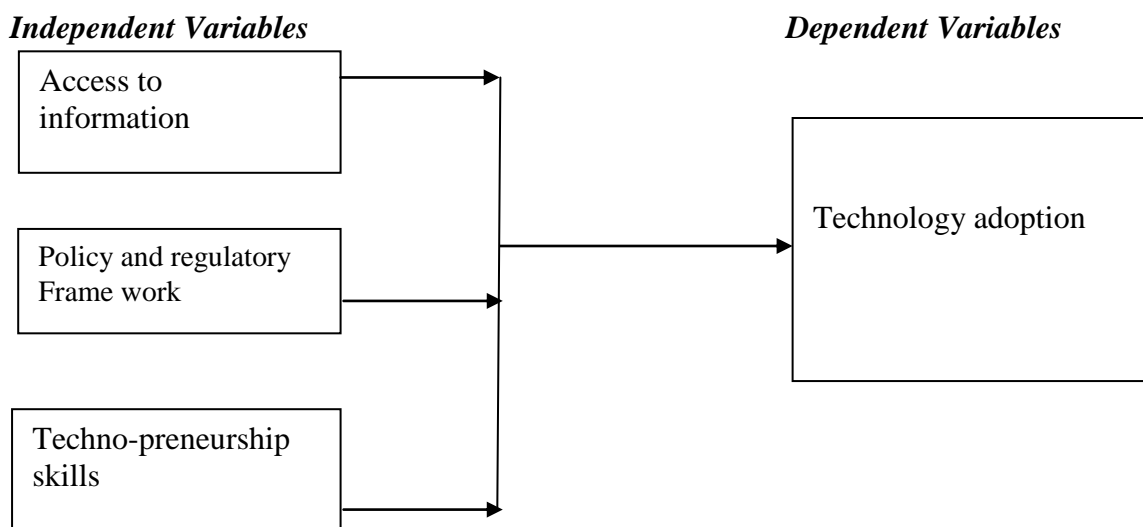 Independent Variables
Dependent Variables
Access to
information
Policy and regulatory
Frame work
Techno-preneurship
skills
Technology adoption